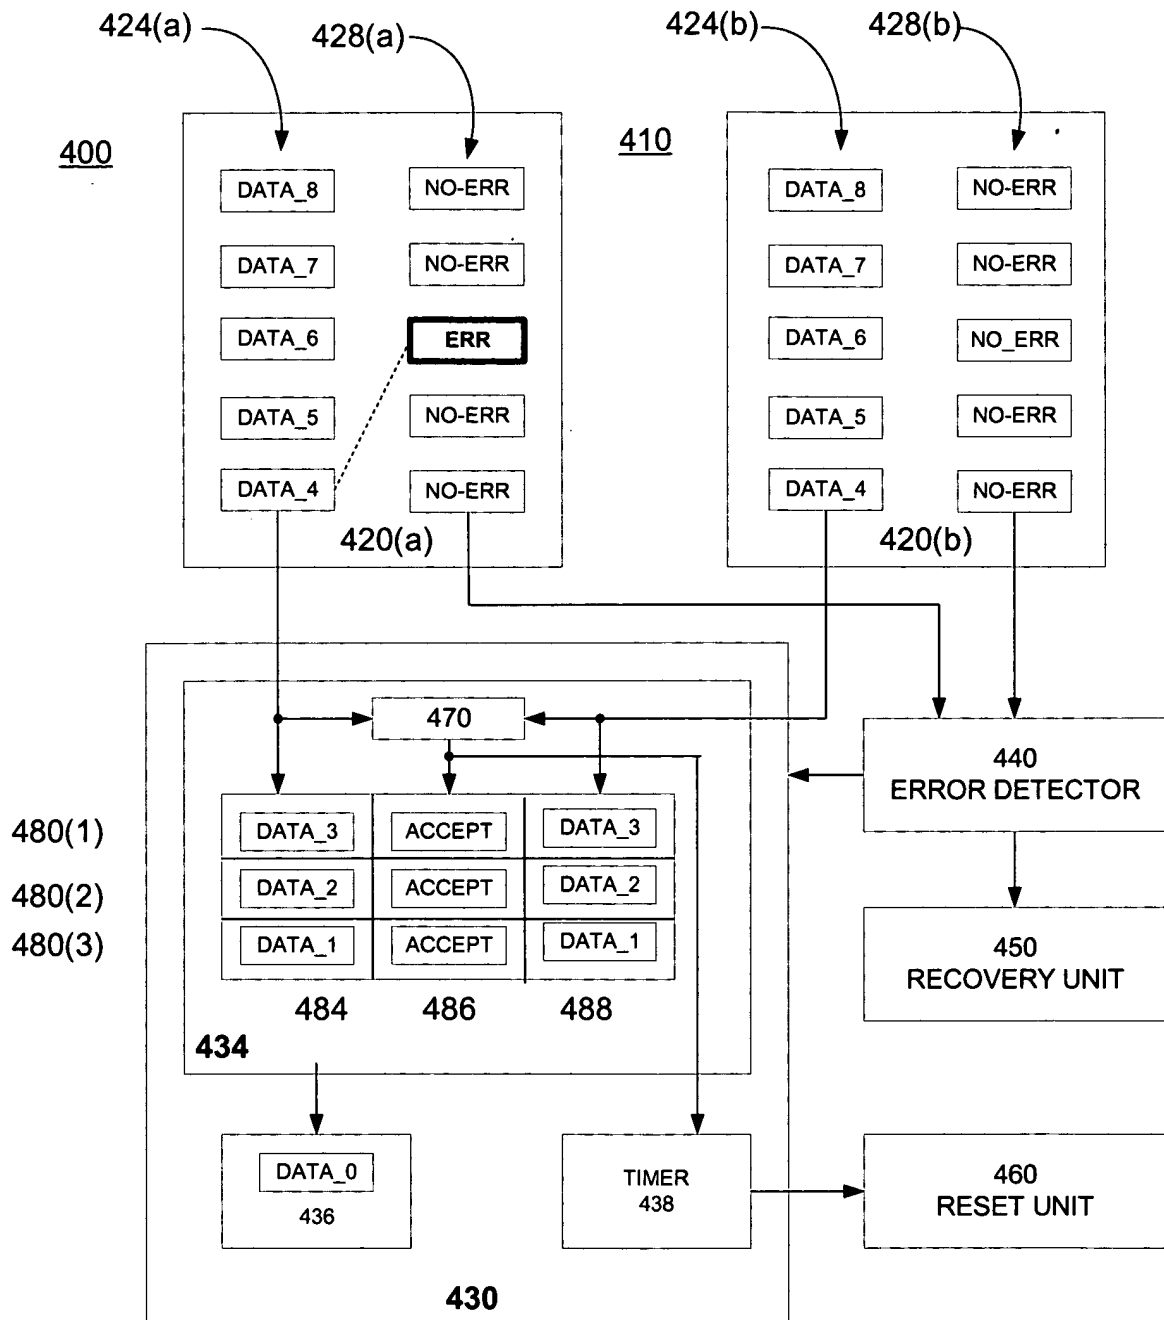 424(a) 428(a) 424(b) 428(b)
400 410
DATA_8 NO-ERR DATA_8 NO-ERR
DATA_7 NO-ERR DATA_7 NO-ERR
DATA_6 ERR DATA_6 NO_ERR
DATA_5 NO-ERR DATA_5 NO-ERR
DATA_4 NO-ERR DATA_4 NO-ERR
420(a) 420(b)
470
440
ERROR DETECTOR
480(1) DATA_3 ACCEPT DATA_3
480(2) DATA_2 ACCEPT DATA_2
480(3) DATA_1 ACCEPT DATA_1
450
RECOVERY UNIT
484 486 488
434
DATA_0
436
TIMER
438
460
RESET UNIT
430